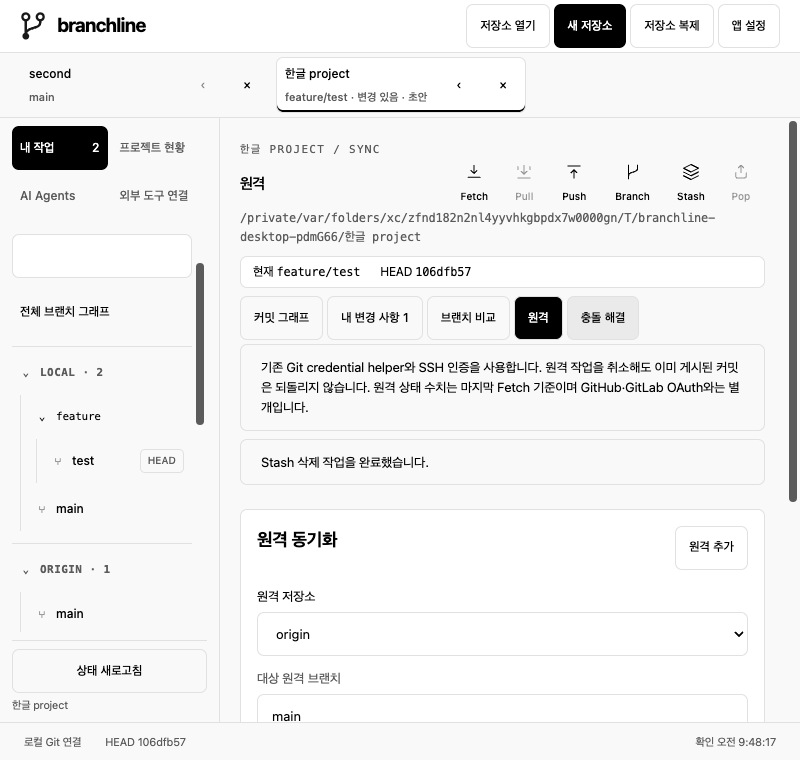 branchline
저장소 열기
새 저장소
저장소 복제
앱 설정
second
main
한글 project
feature/test · 변경 있음 · 초안
내 작업 2
프로젝트 현황
AI Agents
외부 도구 연결
전체 브랜치 그래프
LOCAL · 2
feature
test HEAD
main
ORIGIN · 1
main
상태 새로고침
한글 project
한글 PROJECT / SYNC
원격
Fetch
Pull
Push
Branch
Stash
Pop
/private/var/folders/xc/zfnd182n2nl4yyvhkgbpdx7w0000gn/T/branchline-
desktop-pdmG66/한글 project
현재 feature/test HEAD 106dfb57
커밋 그래프
내 변경 사항 1
브랜치 비교
원격
충돌 해결
기존 Git credential helper와 SSH 인증을 사용합니다. 원격 작업을 취소해도 이미 게시된 커밋
은 되돌리지 않습니다. 원격 상태 수치는 마지막 Fetch 기준이며 GitHub·GitLab OAuth와는 별
개입니다.
Stash 삭제 작업을 완료했습니다.
원격 동기화
원격 추가
원격 저장소
origin
대상 원격 브랜치
main
로컬 Git 연결
HEAD 106dfb57
확인 오전 9:48:17